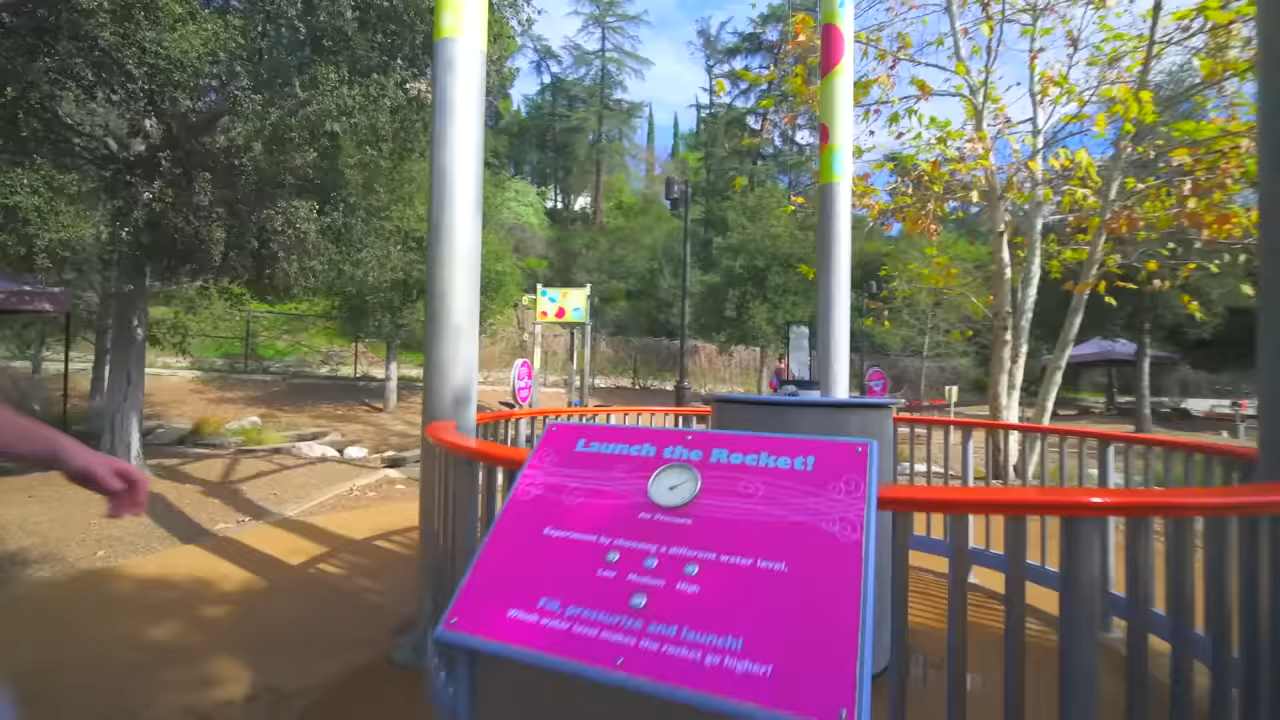 Launch the Rocket!
Air Pressure
Experiment by choosing a different water level.
Low Medium High
Fill, pressurize and launch!
Which water level makes the rocket go higher?